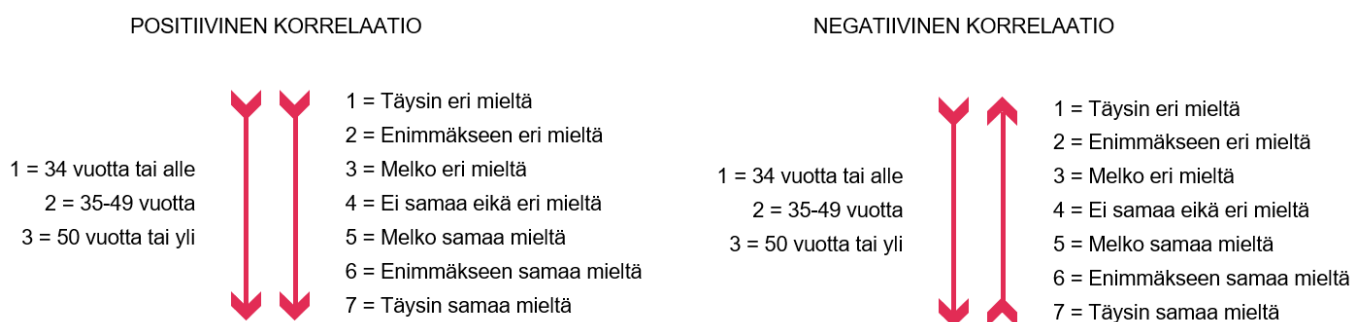 POSITIIVINEN KORRELAATIO
1 = 34 vuotta tai alle
2 = 35-49 vuotta
3 = 50 vuotta tai yli
1 = Täysin eri mieltä
2 = Enimmäkseen eri mieltä
3 = Melko eri mieltä
4 = Ei samaa eikä eri mieltä
5 = Melko samaa mieltä
6 = Enimmäkseen samaa mieltä
7 = Täysin samaa mieltä
NEGATIIVINEN KORRELAATIO
1 = 34 vuotta tai alle
2 = 35-49 vuotta
3 = 50 vuotta tai yli
1 = Täysin eri mieltä
2 = Enimmäkseen eri mieltä
3 = Melko eri mieltä
4 = Ei samaa eikä eri mieltä
5 = Melko samaa mieltä
6 = Enimmäkseen samaa mieltä
7 = Täysin samaa mieltä